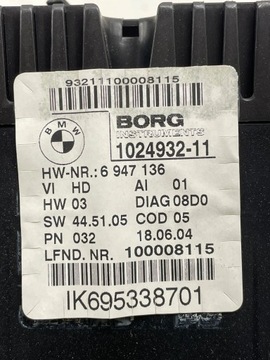 93211100008115
BMW
BORG
INSTRUMENTS
1024932-11
HW-NR.: 6 947 136
VI HD AI 01
HW 03 DIAG 08D0
SW 44.51.05 COD 05
PN 032 18.06.04
LFND. NR. 100008115
IK695338701